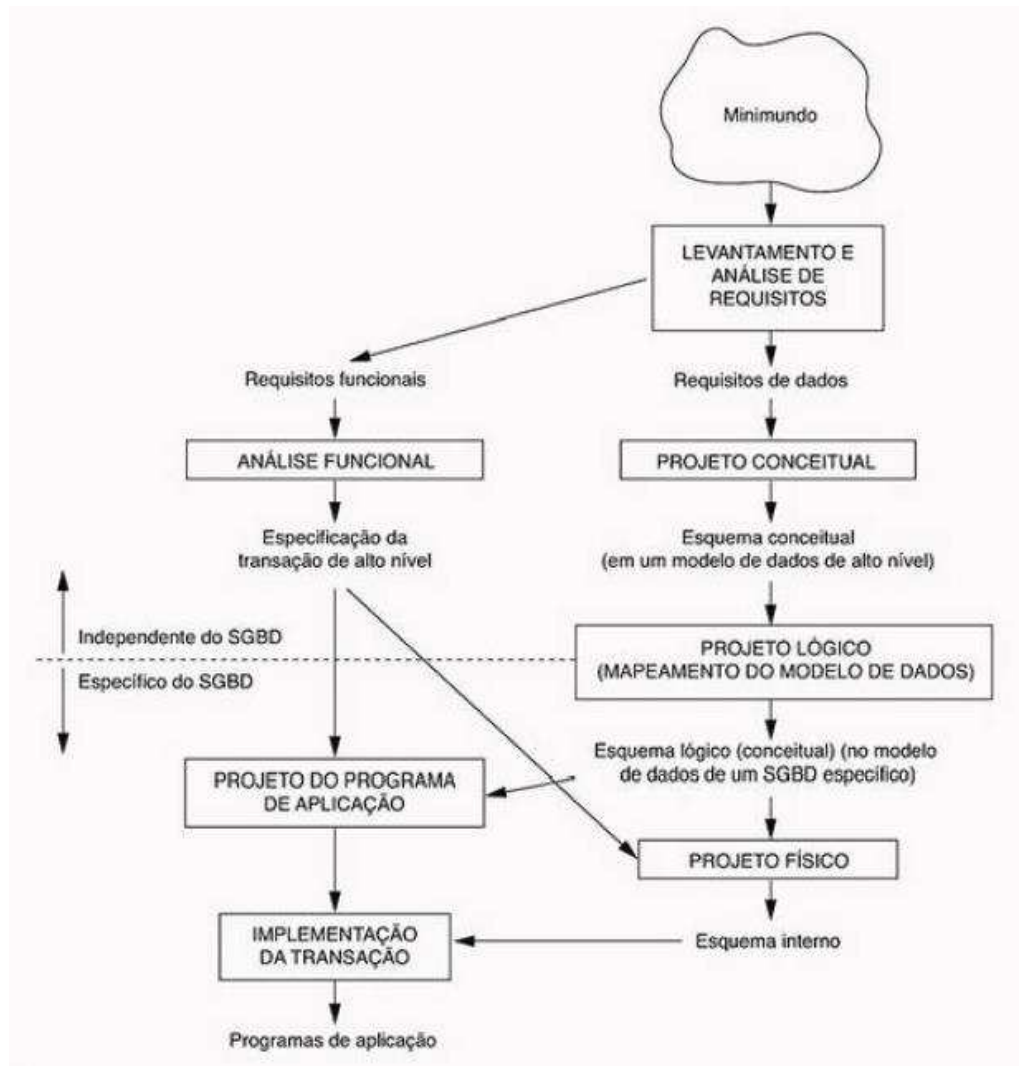 Minimundo
LEVANTAMENTO E
ANÁLISE DE
REQUISITOS
Requisitos funcionais
Requisitos de dados
ANÁLISE FUNCIONAL
PROJETO CONCEITUAL
Especificação da
transação de alto nível
Esquema conceitual
(em um modelo de dados de alto nível)
Independente do SGBD
Específico do SGBD
PROJETO LÓGICO
(MAPEAMENTO DO MODELO DE DADOS)
Esquema lógico (conceitual) (no modelo
de dados de um SGBD específico)
PROJETO DO PROGRAMA
DE APLICAÇÃO
PROJETO FÍSICO
IMPLEMENTAÇÃO
DA TRANSAÇÃO
Esquema interno
Programas de aplicação